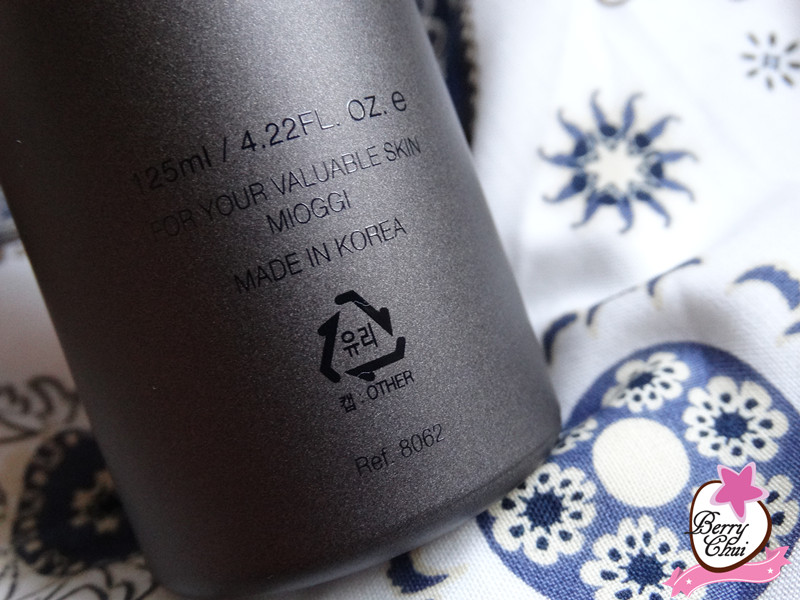 125ml / 4.22FL. OZ. e
FOR YOUR VALUABLE SKIN
MIOGGI
MADE IN KOREA
유리
캡 : OTHER
Ref. 8062
Berry
Chui